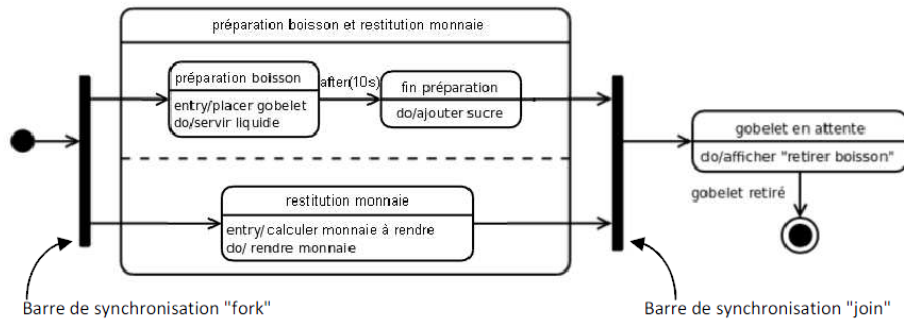 préparation boisson et restitution monnaie
préparation boisson
entry/placer gobelet
do/servir liquide
after(10s)
fin préparation
do/ajouter sucre
gobelet en attente
do/afficher "retirer boisson"
gobelet retiré
restitution monnaie
entry/ calculer monnaie à rendre
do/ rendre monnaie
Barre de synchronisation "fork"
Barre de synchronisation "join"